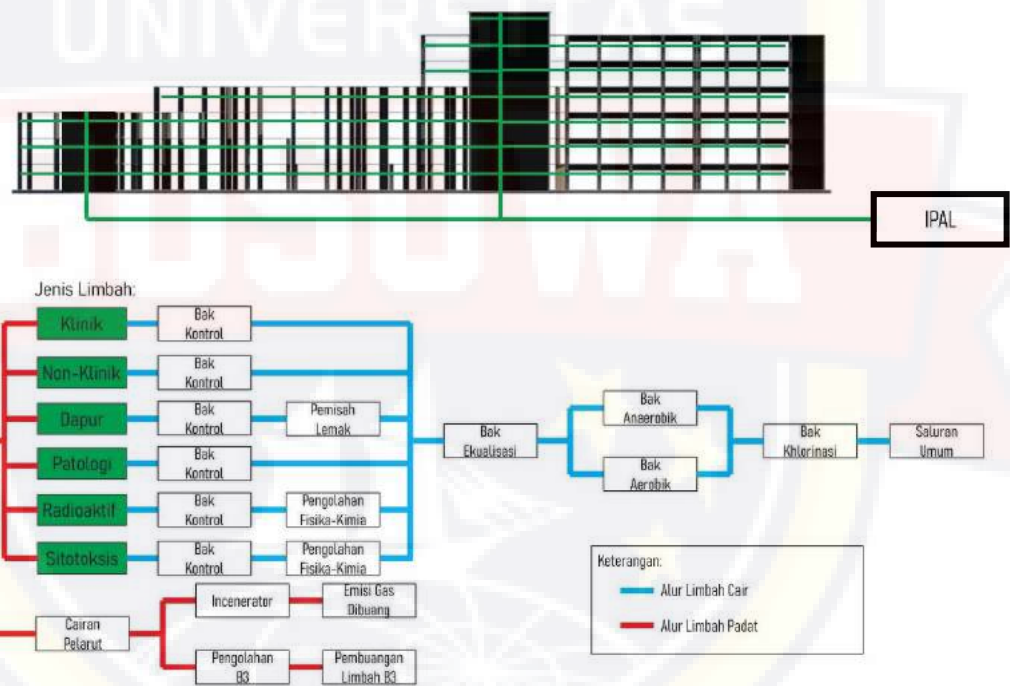 UNIVERSITAS
BOSOWA
IPAL
Jenis Limbah:
Klinik
Bak
Kontrol
Non-Klinik
Bak
Kontrol
Dapur
Bak
Kontrol
Pemisah
Lemak
Patologi
Bak
Kontrol
Radioaktif
Bak
Kontrol
Pengolahan
Fisika-Kimia
Sitotoksis
Bak
Kontrol
Pengolahan
Fisika-Kimia
Bak
Ekualisasi
Bak
Anaerobik
Bak
Aerobik
Bak
Khlorinasi
Saluran
Umum
Cairan
Pelarut
Incenerator
Emisi Gas
Dibuang
Pengolahan
B3
Pembuangan
Limbah B3
Keterangan:
Alur Limbah Cair
Alur Limbah Padat